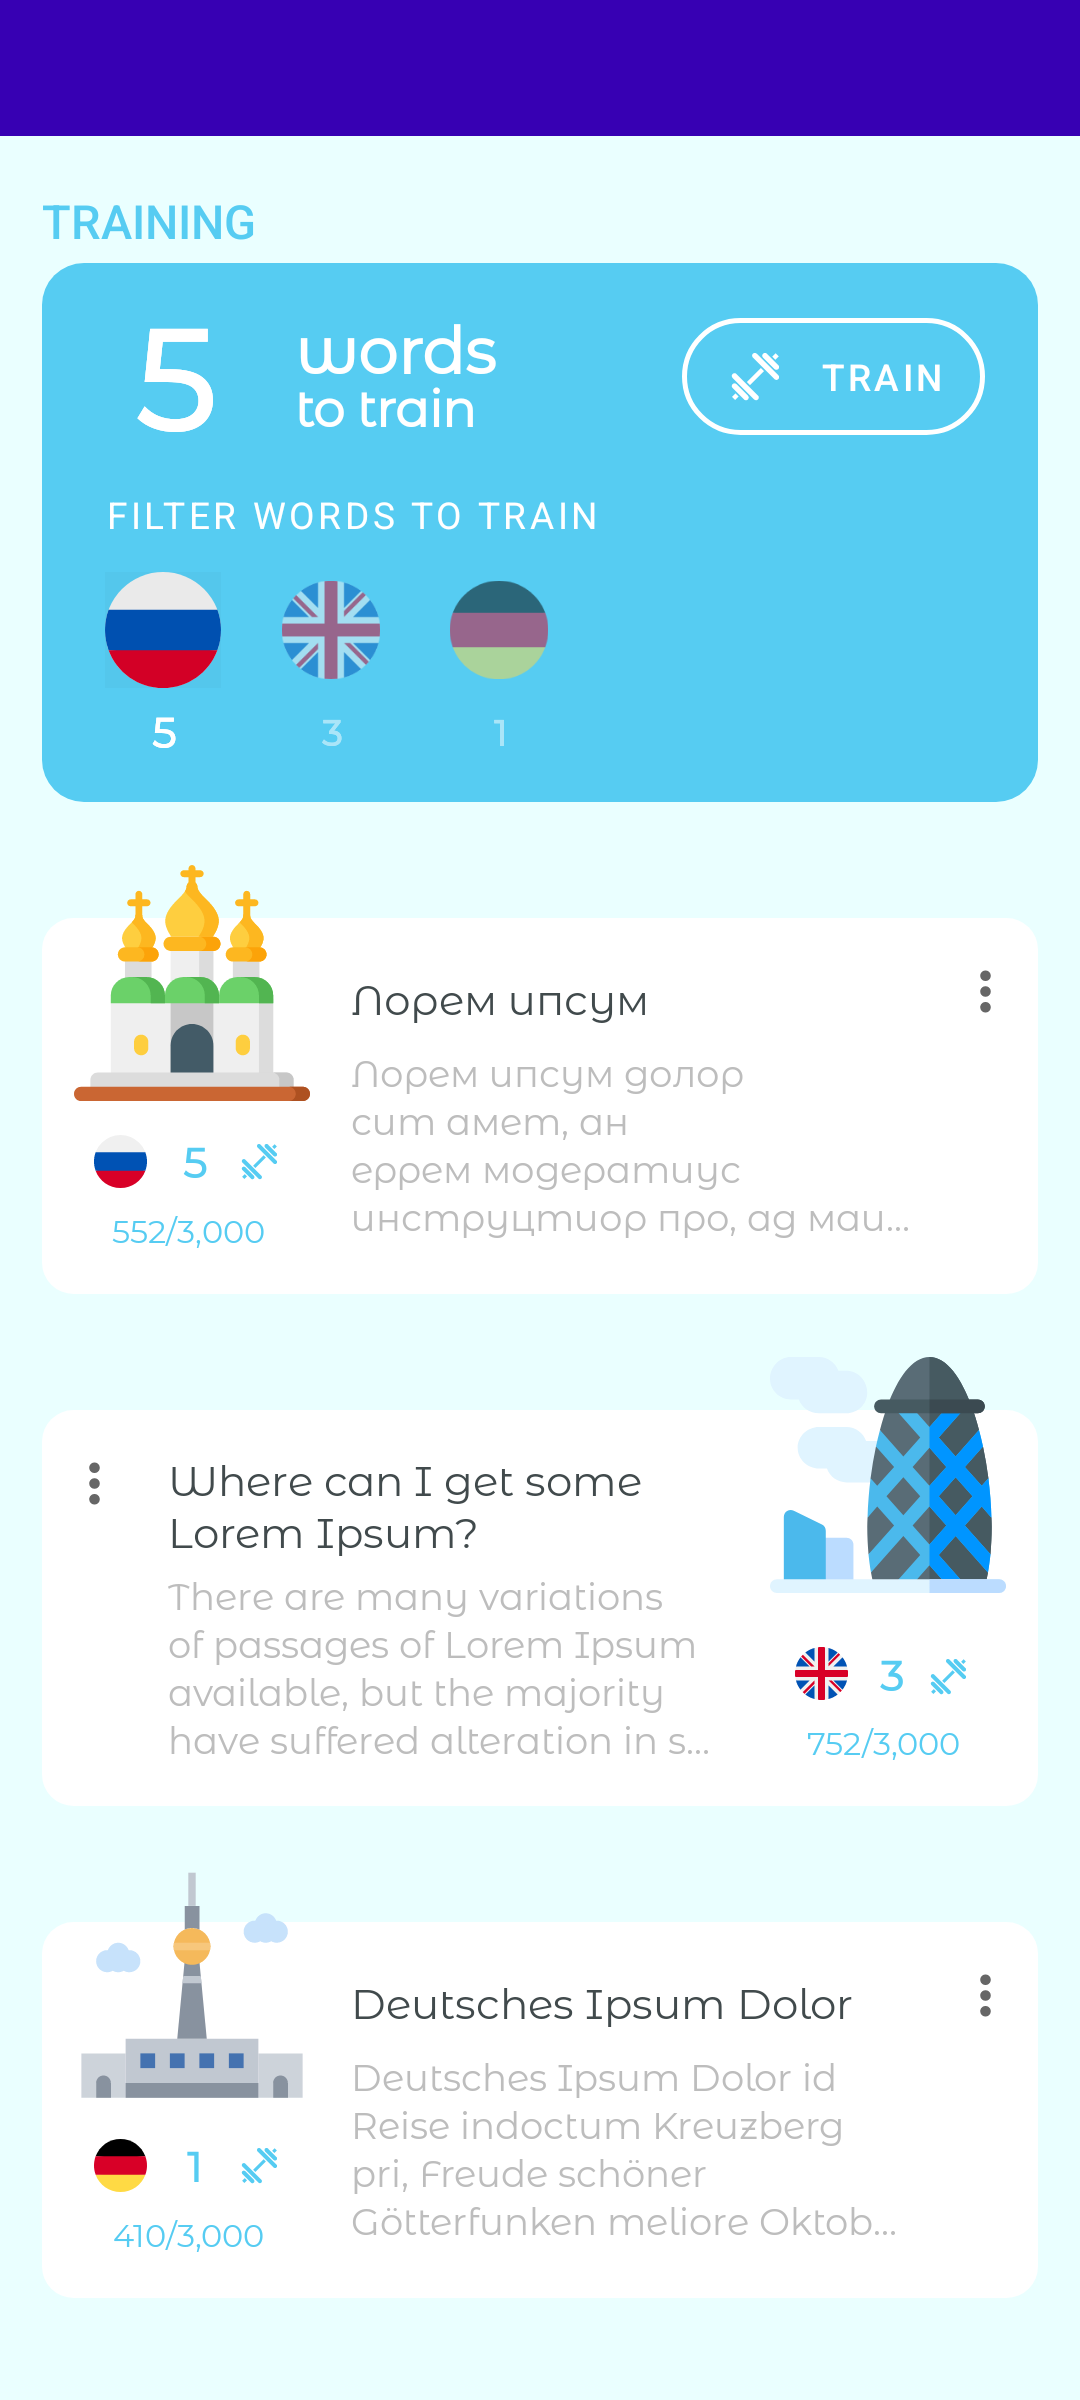 TRAINING
5
words
to train
TRAIN
FILTER WORDS TO TRAIN
5
3
1
Лорем ипсум
Лорем ипсум долор
сит амет, ан
еррем модератиус
инструцтиор про, ад маи...
5
552/3,000
Where can I get some
Lorem Ipsum?
There are many variations
of passages of Lorem Ipsum
available, but the majority
have suffered alteration in s...
3
752/3,000
Deutsches Ipsum Dolor
Deutsches Ipsum Dolor id
Reise indoctum Kreuzberg
pri, Freude schöner
Götterfunken meliore Oktob...
1
410/3,000